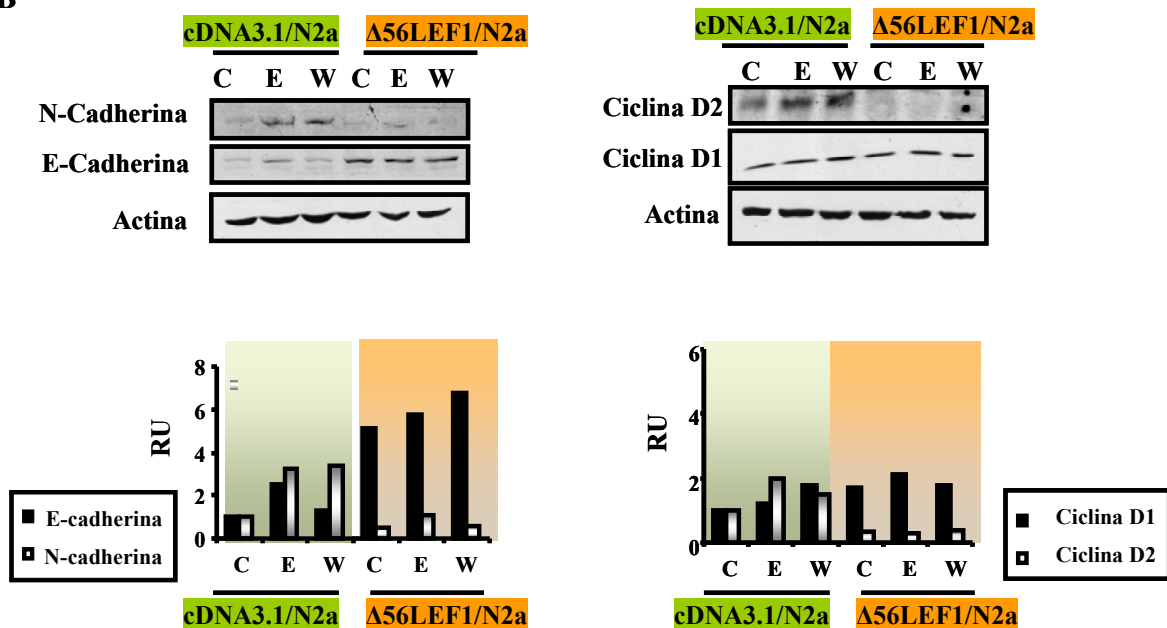 B
cDNA3.1/N2a Δ56LEF1/N2a
C E W C E W
N-Cadherina
E-Cadherina
Actina
cDNA3.1/N2a Δ56LEF1/N2a
C E W C E W
Ciclina D2
Ciclina D1
Actina
8
6
4
2
0
RU
E-cadherina
N-cadherina
C E W C E W
cDNA3.1/N2a Δ56LEF1/N2a
6
4
2
0
RU
C E W C E W
cDNA3.1/N2a Δ56LEF1/N2a
Ciclina D1
Ciclina D2